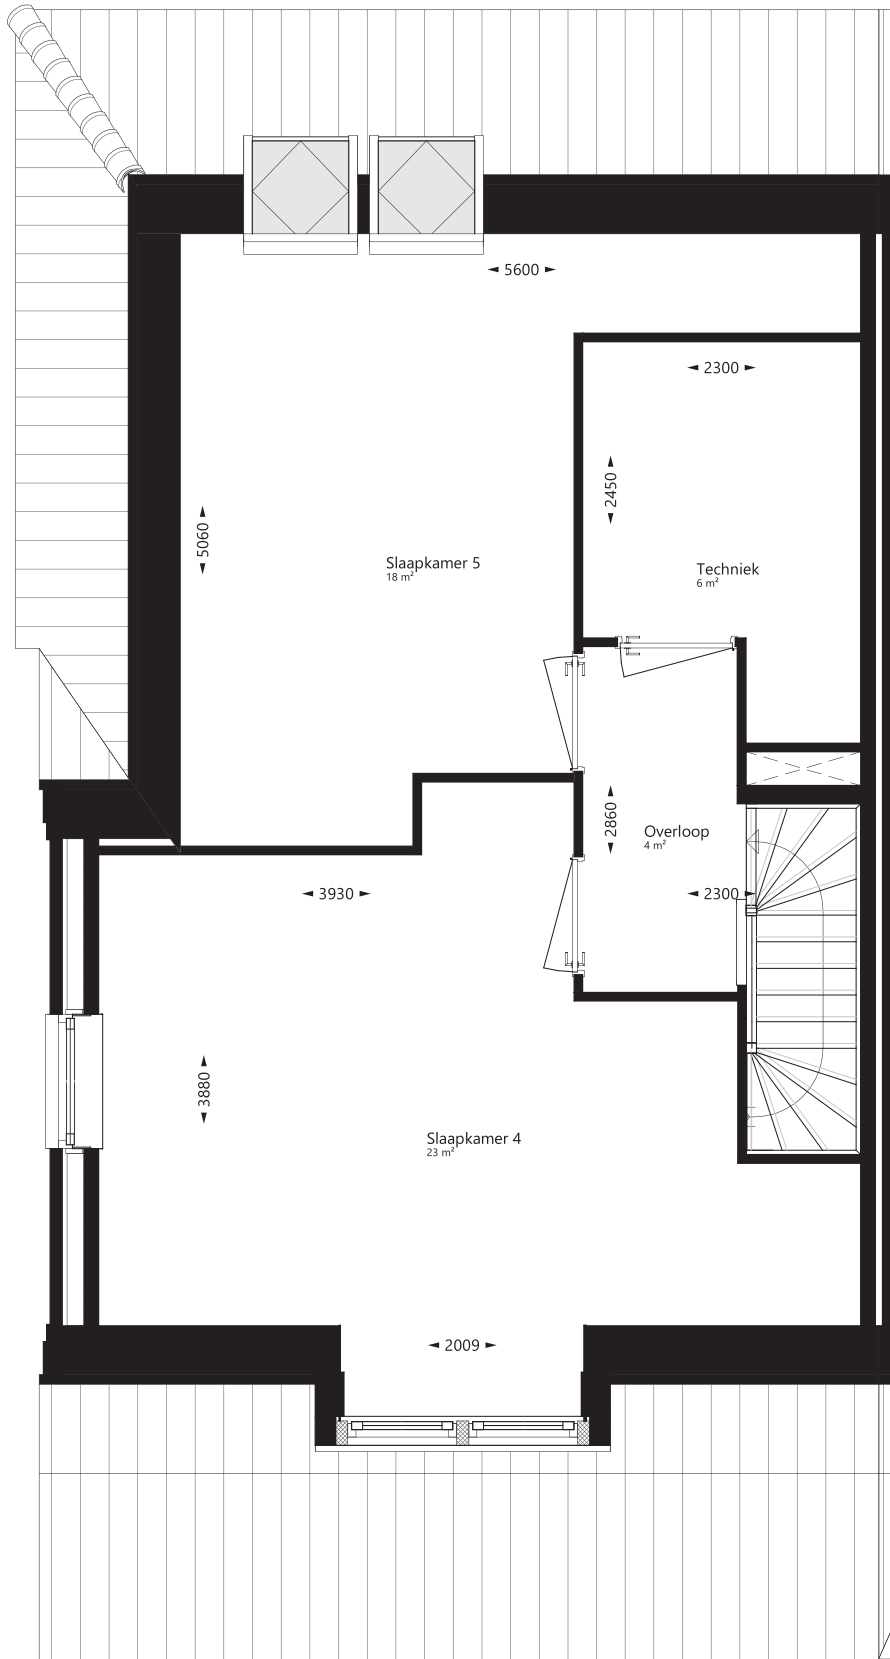 5600
2300
2450
5060
Slaapkamer 5
18 m²
Techniek
6 m²
2860
Overloop
4 m²
3930
2300
3880
Slaapkamer 4
23 m²
2009